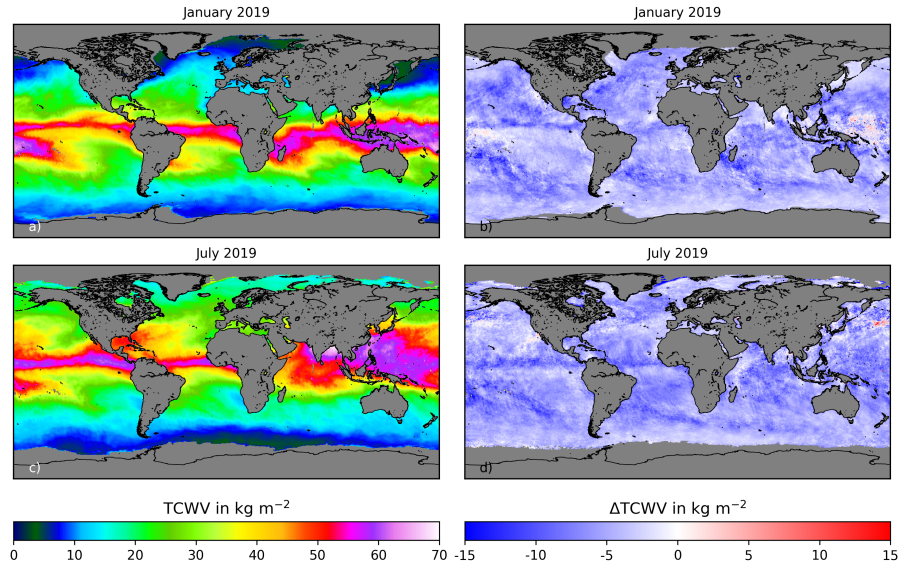 January 2019
January 2019
a)
b)
July 2019
July 2019
c)
d)
TCWV in kg m⁻²
ΔTCWV in kg m⁻²
0 10 20 30 40 50 60 70
-15 -10 -5 0 5 10 15